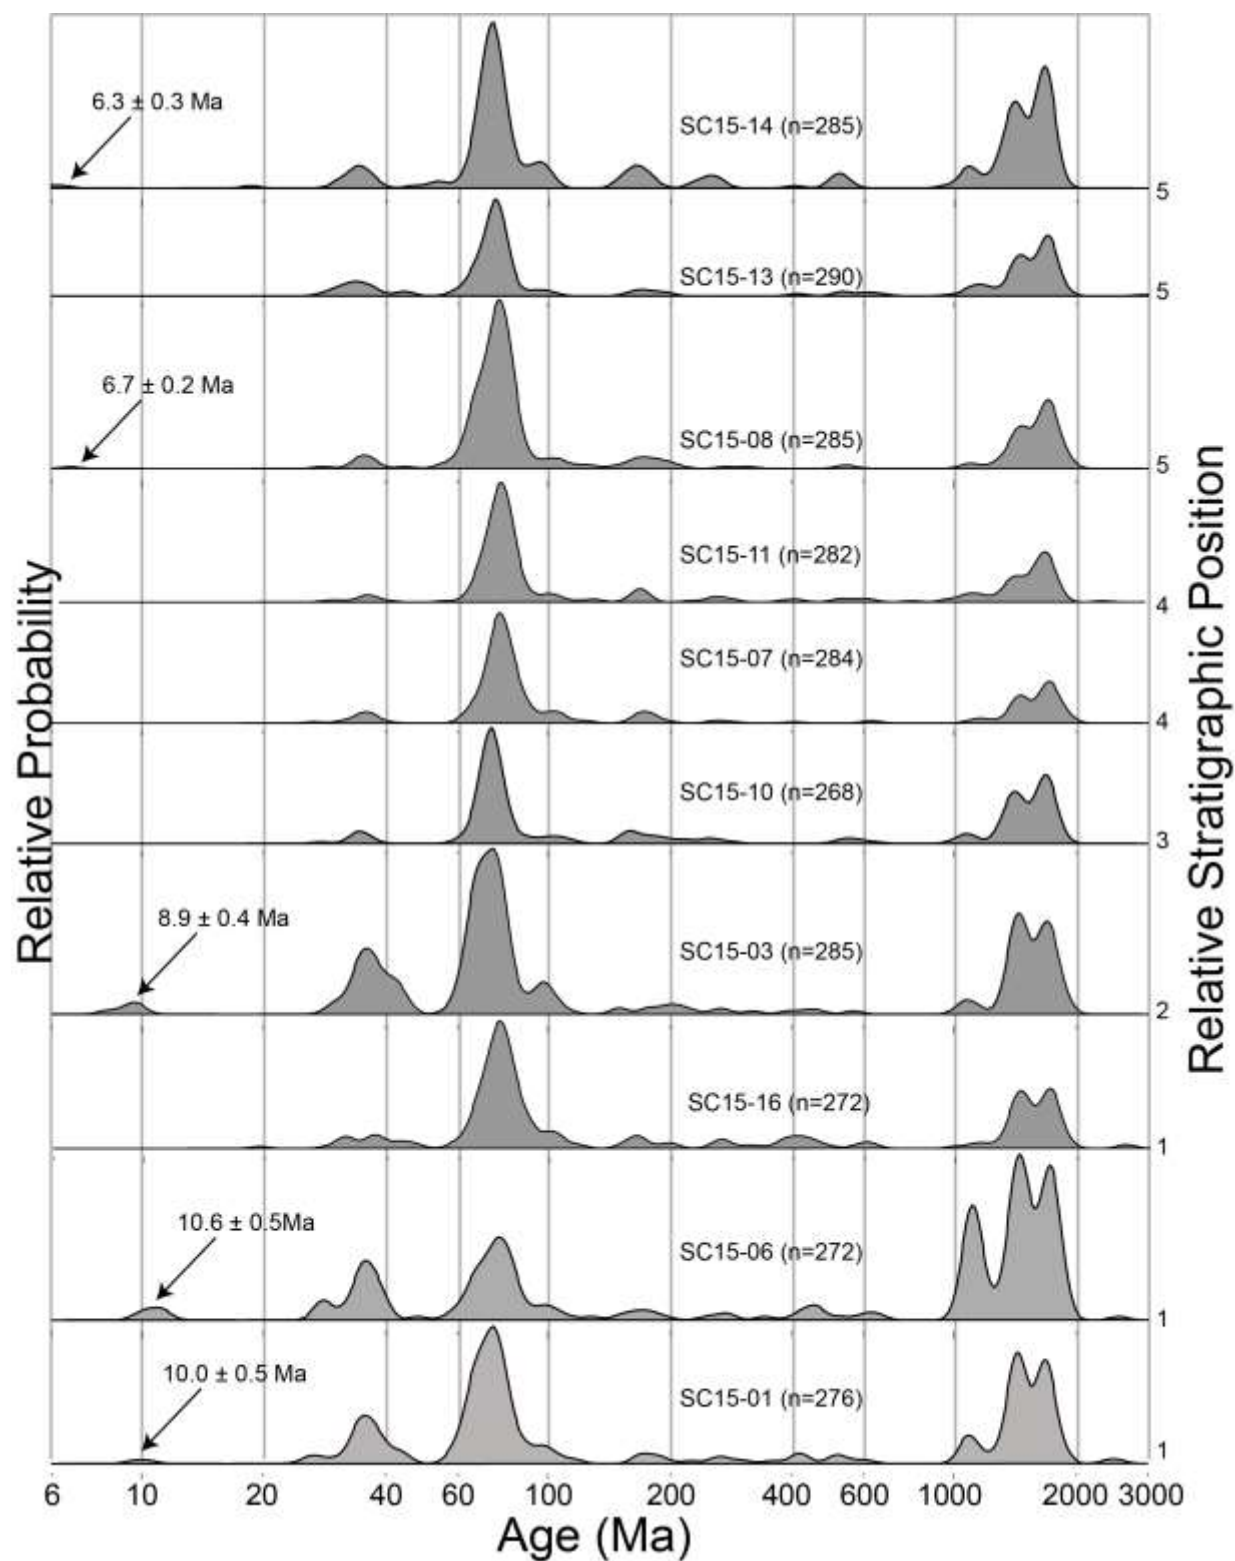 6.3 ± 0.3 Ma
SC15-14 (n=285)
5
SC15-13 (n=290)
5
6.7 ± 0.2 Ma
SC15-08 (n=285)
5
SC15-11 (n=282)
4
SC15-07 (n=284)
4
SC15-10 (n=268)
3
8.9 ± 0.4 Ma
SC15-03 (n=285)
2
SC15-16 (n=272)
1
10.6 ± 0.5Ma
SC15-06 (n=272)
1
10.0 ± 0.5 Ma
SC15-01 (n=276)
1
Relative Probability
Relative Stratigraphic Position
6 10 20 40 60 100 200 400 600 1000 2000 3000
Age (Ma)